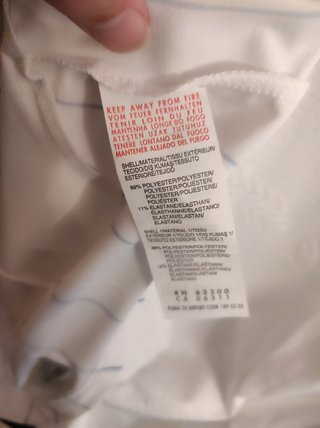 KEEP AWAY FROM FIRE
VOM FEUER FERNHALTEN
TENIR LOIN DU FEU
MANTENHA LONGE DO FOGO
ATEŞTEN UZAK TUTUNUZ
TENERE LONTANO DAL FUOCO
MANTENER ALEJADO DEL FUEGO
SHELL/MATERIAL/TISSU EXTÉRIEUR/
TECIDO/DIŞ KUMAŞ/TESSUTO
ESTERIORE/TEJIDO
89% POLYESTER/POLYESTER/
POLYESTER/POLIÉSTER/
POLYESTER/POLIESTERE/
POLIÉSTER
11% ELASTANE/ELASTHAN/
ÉLASTHANNE/ELASTANO/
ELASTAN/ELASTAN/
ELASTANO
SHELL 1/MATERIAL 1/TISSU
EXTÉRIEUR 1/TECIDO 1/DIŞ KUMAŞ 1/
TESSUTO ESTERIORE 1/TEJIDO 1
88% POLYESTER/POLYESTER/
POLYESTER/POLIÉSTER/
POLYESTER/POLIESTERE/
POLIÉSTER
12% ELASTANE/ELASTHAN/
ÉLASTHANNE/ELASTANO/
ELASTAN/ELASTAN/
ELASTANO
RN 63200
CA 04311